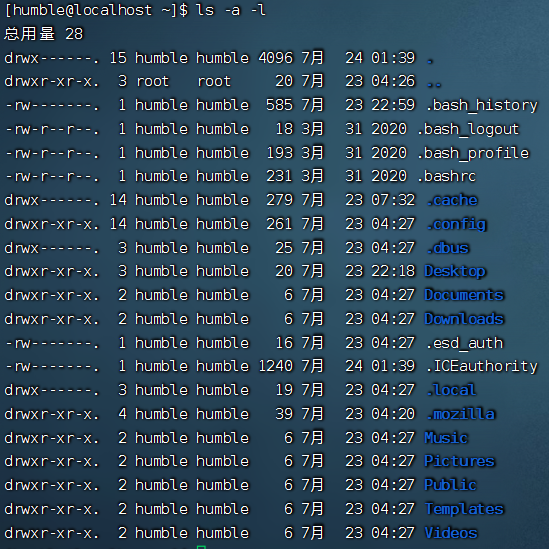 [humble@localhost ~]$ ls -a -l
总用量 28
drwx------. 15 humble humble 4096 7月  24 01:39 .
drwxr-xr-x.  3 root   root     20 7月  23 04:26 ..
-rw-------.  1 humble humble  585 7月  23 22:59 .bash_history
-rw-r--r--.  1 humble humble   18 3月  31 2020 .bash_logout
-rw-r--r--.  1 humble humble  193 3月  31 2020 .bash_profile
-rw-r--r--.  1 humble humble  231 3月  31 2020 .bashrc
drwx------. 14 humble humble  279 7月  23 07:32 .cache
drwxr-xr-x. 14 humble humble  261 7月  23 04:27 .config
drwx------.  3 humble humble   25 7月  23 04:27 .dbus
drwxr-xr-x.  3 humble humble   20 7月  23 22:18 Desktop
drwxr-xr-x.  2 humble humble    6 7月  23 04:27 Documents
drwxr-xr-x.  2 humble humble    6 7月  23 04:27 Downloads
-rw-------.  1 humble humble   16 7月  23 04:27 .esd_auth
-rw-------.  1 humble humble 1240 7月  24 01:39 .ICEauthority
drwx------.  3 humble humble   19 7月  23 04:27 .local
drwxr-xr-x.  4 humble humble   39 7月  23 04:20 .mozilla
drwxr-xr-x.  2 humble humble    6 7月  23 04:27 Music
drwxr-xr-x.  2 humble humble    6 7月  23 04:27 Pictures
drwxr-xr-x.  2 humble humble    6 7月  23 04:27 Public
drwxr-xr-x.  2 humble humble    6 7月  23 04:27 Templates
drwxr-xr-x.  2 humble humble    6 7月  23 04:27 Videos